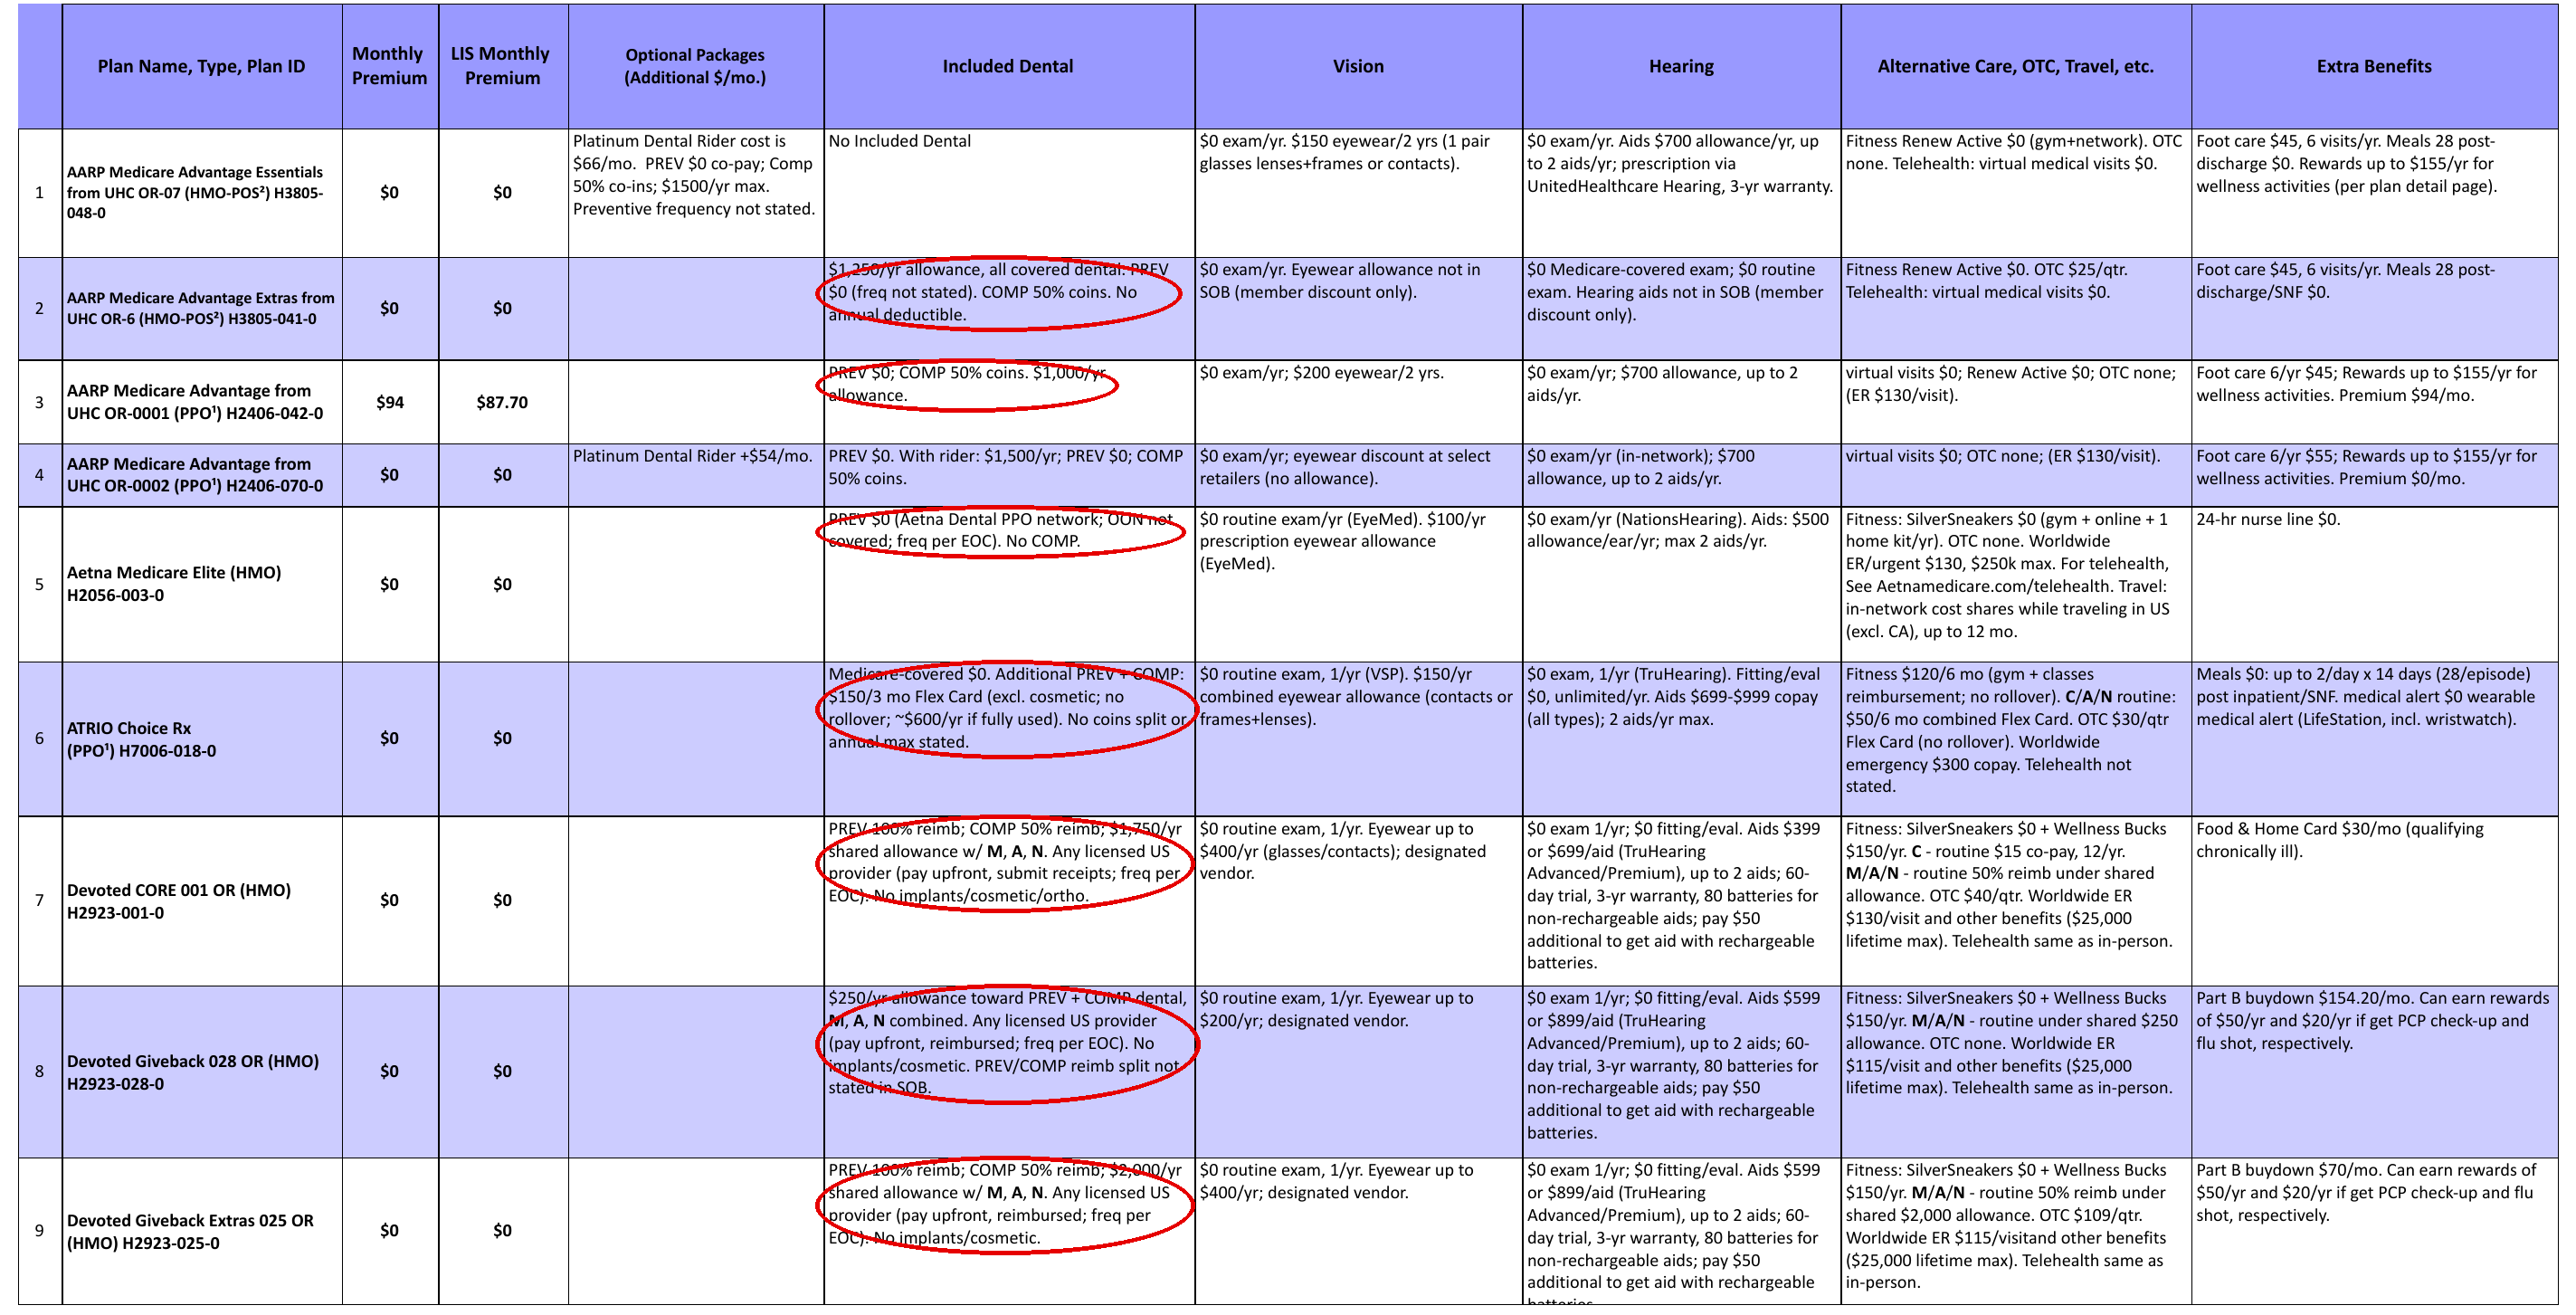 Plan Name, Type, Plan ID
Monthly
Premium
LIS Monthly
Premium
Optional Packages
(Additional $/mo.)
Included Dental
Vision
Hearing
Alternative Care, OTC, Travel, etc.
Extra Benefits
1
AARP Medicare Advantage Essentials
from UHC OR-07 (HMO-POS²) H3805-
048-0
$0
$0
Platinum Dental Rider cost is
$66/mo.  PREV $0 co-pay; Comp
50% co-ins; $1500/yr max.
Preventive frequency not stated.
No Included Dental
$0 exam/yr. $150 eyewear/2 yrs (1 pair
glasses lenses+frames or contacts).
$0 exam/yr. Aids $700 allowance/yr, up
to 2 aids/yr; prescription via
UnitedHealthcare Hearing, 3-yr warranty.
Fitness Renew Active $0 (gym+network). OTC
none. Telehealth: virtual medical visits $0.
Foot care $45, 6 visits/yr. Meals 28 post-
discharge $0. Rewards up to $155/yr for
wellness activities (per plan detail page).
2
AARP Medicare Advantage Extras from
UHC OR-6 (HMO-POS²) H3805-041-0
$0
$0
$1,250/yr allowance, all covered dental. PREV
$0 (freq not stated). COMP 50% coins. No
annual deductible.
$0 exam/yr. Eyewear allowance not in
SOB (member discount only).
$0 Medicare-covered exam; $0 routine
exam. Hearing aids not in SOB (member
discount only).
Fitness Renew Active $0. OTC $25/qtr.
Telehealth: virtual medical visits $0.
Foot care $45, 6 visits/yr. Meals 28 post-
discharge/SNF $0.
3
AARP Medicare Advantage from
UHC OR-0001 (PPO¹) H2406-042-0
$94
$87.70
PREV $0; COMP 50% coins. $1,000/yr
allowance.
$0 exam/yr; $200 eyewear/2 yrs.
$0 exam/yr; $700 allowance, up to 2
aids/yr.
virtual visits $0; Renew Active $0; OTC none;
(ER $130/visit).
Foot care 6/yr $45; Rewards up to $155/yr for
wellness activities. Premium $94/mo.
4
AARP Medicare Advantage from
UHC OR-0002 (PPO¹) H2406-070-0
$0
$0
Platinum Dental Rider +$54/mo.
PREV $0. With rider: $1,500/yr; PREV $0; COMP
50% coins.
$0 exam/yr; eyewear discount at select
retailers (no allowance).
$0 exam/yr (in-network); $700
allowance, up to 2 aids/yr.
virtual visits $0; OTC none; (ER $130/visit).
Foot care 6/yr $55; Rewards up to $155/yr for
wellness activities. Premium $0/mo.
5
Aetna Medicare Elite (HMO)
H2056-003-0
$0
$0
PREV $0 (Aetna Dental PPO network; OON not
covered; freq per EOC). No COMP.
$0 routine exam/yr (EyeMed). $100/yr
prescription eyewear allowance
(EyeMed).
$0 exam/yr (NationsHearing). Aids: $500
allowance/ear/yr; max 2 aids/yr.
Fitness: SilverSneakers $0 (gym + online + 1
home kit/yr). OTC none. Worldwide
ER/urgent $130, $250k max. For telehealth,
See Aetnamedicare.com/telehealth. Travel:
in-network cost shares while traveling in US
(excl. CA), up to 12 mo.
24-hr nurse line $0.
6
ATRIO Choice Rx
(PPO¹) H7006-018-0
$0
$0
Medicare-covered $0. Additional PREV + COMP:
$150/3 mo Flex Card (excl. cosmetic; no
rollover; ~$600/yr if fully used). No coins split or
annual max stated.
$0 routine exam, 1/yr (VSP). $150/yr
combined eyewear allowance (contacts or
frames+lenses).
$0 exam, 1/yr (TruHearing). Fitting/eval
$0, unlimited/yr. Aids $699-$999 copay
(all types); 2 aids/yr max.
Fitness $120/6 mo (gym + classes
reimbursement; no rollover). C/A/N routine:
$50/6 mo combined Flex Card. OTC $30/qtr
Flex Card (no rollover). Worldwide
emergency $300 copay. Telehealth not
stated.
Meals $0: up to 2/day x 14 days (28/episode)
post inpatient/SNF. medical alert $0 wearable
medical alert (LifeStation, incl. wristwatch).
7
Devoted CORE 001 OR (HMO)
H2923-001-0
$0
$0
PREV 100% reimb; COMP 50% reimb; $1,750/yr
shared allowance w/ M, A, N. Any licensed US
provider (pay upfront, submit receipts; freq per
EOC). No implants/cosmetic/ortho.
$0 routine exam, 1/yr. Eyewear up to
$400/yr (glasses/contacts); designated
vendor.
$0 exam 1/yr; $0 fitting/eval. Aids $399
or $699/aid (TruHearing
Advanced/Premium), up to 2 aids; 60-
day trial, 3-yr warranty, 80 batteries for
non-rechargeable aids; pay $50
additional to get aid with rechargeable
batteries.
Fitness: SilverSneakers $0 + Wellness Bucks
$150/yr. C - routine $15 co-pay, 12/yr.
M/A/N - routine 50% reimb under shared
allowance. OTC $40/qtr. Worldwide ER
$130/visit and other benefits ($25,000
lifetime max). Telehealth same as in-person.
Food & Home Card $30/mo (qualifying
chronically ill).
8
Devoted Giveback 028 OR (HMO)
H2923-028-0
$0
$0
$250/yr allowance toward PREV + COMP dental,
M, A, N combined. Any licensed US provider
(pay upfront, reimbursed; freq per EOC). No
implants/cosmetic. PREV/COMP reimb split not
stated in SOB.
$0 routine exam, 1/yr. Eyewear up to
$200/yr; designated vendor.
$0 exam 1/yr; $0 fitting/eval. Aids $599
or $899/aid (TruHearing
Advanced/Premium), up to 2 aids; 60-
day trial, 3-yr warranty, 80 batteries for
non-rechargeable aids; pay $50
additional to get aid with rechargeable
batteries.
Fitness: SilverSneakers $0 + Wellness Bucks
$150/yr. M/A/N - routine under shared $250
allowance. OTC none. Worldwide ER
$115/visit and other benefits ($25,000
lifetime max). Telehealth same as in-person.
Part B buydown $154.20/mo. Can earn rewards
of $50/yr and $20/yr if get PCP check-up and
flu shot, respectively.
9
Devoted Giveback Extras 025 OR
(HMO) H2923-025-0
$0
$0
PREV 100% reimb; COMP 50% reimb; $2,000/yr
shared allowance w/ M, A, N. Any licensed US
provider (pay upfront, reimbursed; freq per
EOC). No implants/cosmetic.
$0 routine exam, 1/yr. Eyewear up to
$400/yr; designated vendor.
$0 exam 1/yr; $0 fitting/eval. Aids $599
or $899/aid (TruHearing
Advanced/Premium), up to 2 aids; 60-
day trial, 3-yr warranty, 80 batteries for
non-rechargeable aids; pay $50
additional to get aid with rechargeable
Fitness: SilverSneakers $0 + Wellness Bucks
$150/yr. M/A/N - routine 50% reimb under
shared $2,000 allowance. OTC $109/qtr.
Worldwide ER $115/visitand other benefits
($25,000 lifetime max). Telehealth same as
in-person.
Part B buydown $70/mo. Can earn rewards of
$50/yr and $20/yr if get PCP check-up and flu
shot, respectively.